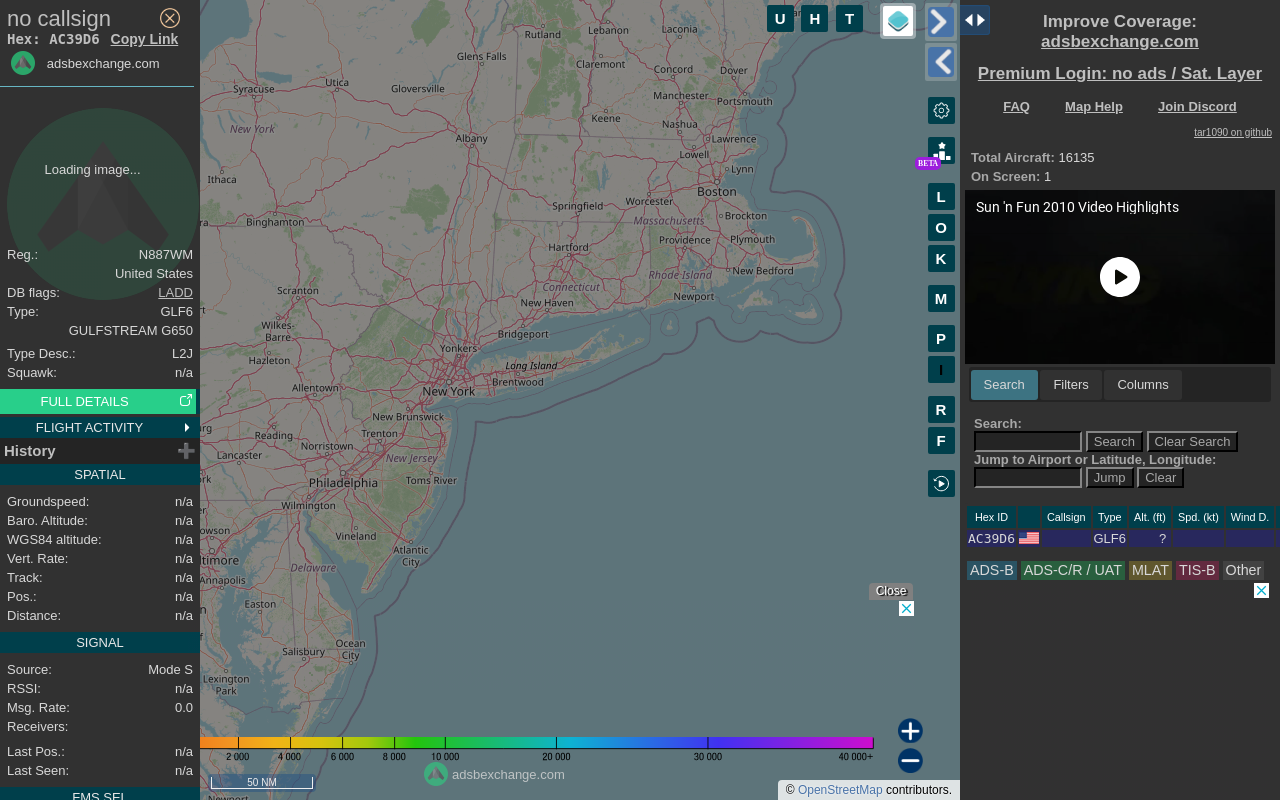 no callsign
Hex: AC39D6 Copy Link
adsbexchange.com
Loading image...
Reg.: N887WM
United States
DB flags: LADD
Type: GLF6
GULFSTREAM G650
Type Desc.: L2J
Squawk: n/a
FULL DETAILS
FLIGHT ACTIVITY
History
SPATIAL
Groundspeed: n/a
Baro. Altitude: n/a
WGS84 altitude: n/a
Vert. Rate: n/a
Track: n/a
Pos.: n/a
Distance: n/a
SIGNAL
Source: Mode S
RSSI: n/a
Msg. Rate: 0.0
Receivers:
Last Pos.: n/a
Last Seen: n/a
FMS SEL
U H T
Rutland
Lebanon
Laconia
Glens Falls
Claremont
Concord
Dover
Utica
Gloversville
Syracuse
Manchester
Portsmouth
Keene
Nashua
New York
Albany
Lawrence
Lowell
Lynn
Ithaca
Boston
Worcester
Springfield
Massachusetts
Brockton
Binghamton
Hartford
Providence
Plymouth
Rhode Island
New Bedford
Connecticut
Newport
Scranton
New Haven
Wilkes-
Barre
Bridgeport
Yonkers
Hazleton
Long Island
Brentwood
Allentown
New York
New Brunswick
Reading
Trenton
Norristown
Lancaster
New Jersey
Philadelphia
Toms River
Wilmington
Vineland
Atlantic
City
Delaware
Annapolis
Easton
Ocean
City
Salisbury
Lexington
Park
BETA
L
O
K
M
P
I
R
F
Close
2 000 4 000 6 000 8 000 10 000 20 000 30 000 40 000+
adsbexchange.com
50 NM
© OpenStreetMap contributors.
Improve Coverage:
adsbexchange.com
Premium Login: no ads / Sat. Layer
FAQ Map Help Join Discord
tar1090 on github
Total Aircraft: 16135
On Screen: 1
Sun 'n Fun 2010 Video Highlights
Search Filters Columns
Search:
Search Clear Search
Jump to Airport or Latitude, Longitude:
Jump Clear
Hex ID Callsign Type Alt. (ft) Spd. (kt) Wind D.
AC39D6 GLF6 ?
ADS-B ADS-C/R / UAT MLAT TIS-B Other